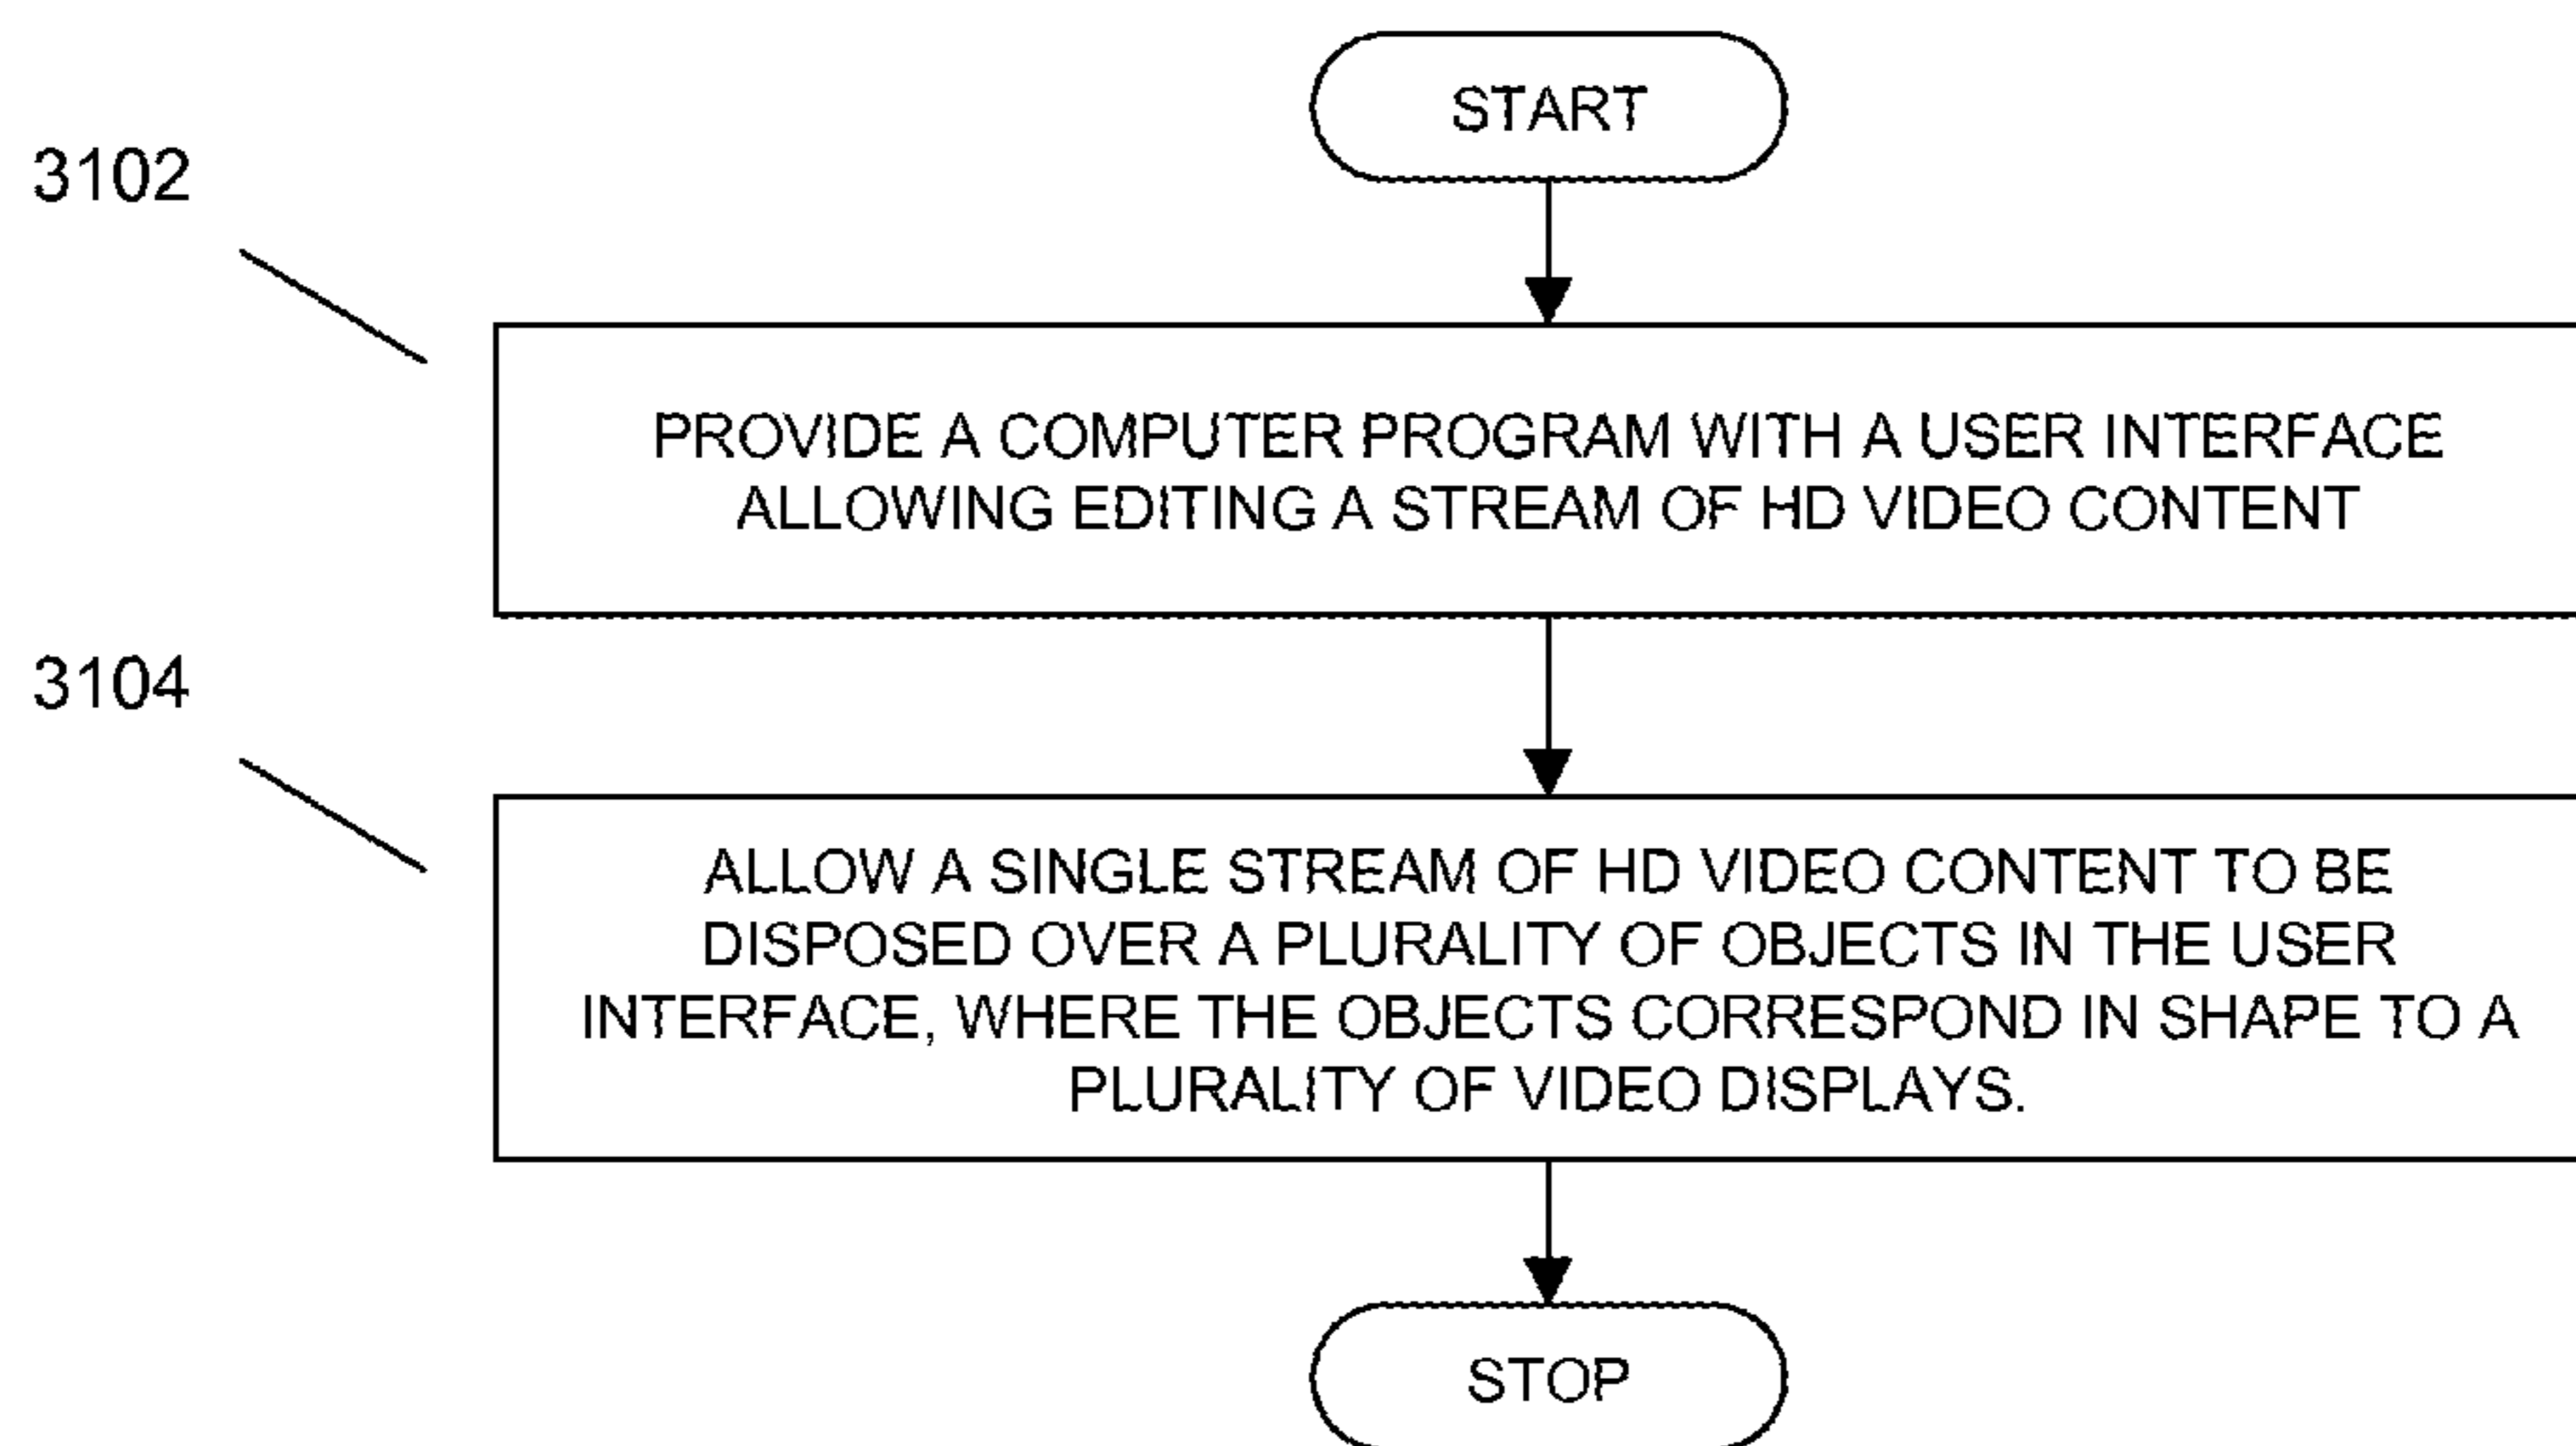 START
3102
PROVIDE A COMPUTER PROGRAM WITH A USER INTERFACE
ALLOWING EDITING A STREAM OF HD VIDEO CONTENT
3104
ALLOW A SINGLE STREAM OF HD VIDEO CONTENT TO BE
DISPOSED OVER A PLURALITY OF OBJECTS IN THE USER
INTERFACE, WHERE THE OBJECTS CORRESPOND IN SHAPE TO A
PLURALITY OF VIDEO DISPLAYS.
STOP